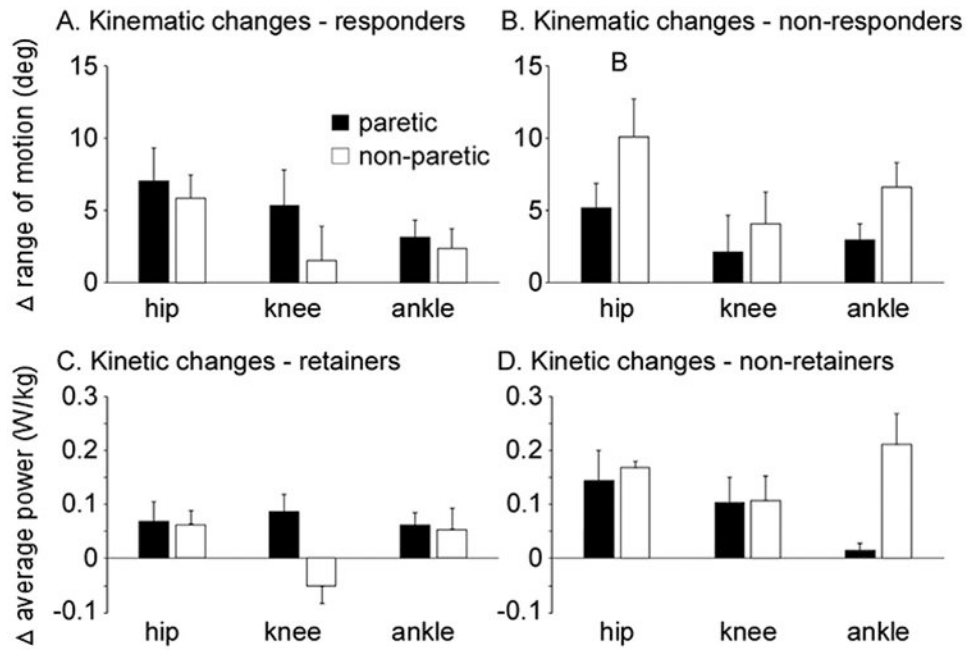 A. Kinematic changes - responders
B. Kinematic changes - non-responders
B
Δ range of motion (deg)
15
10
5
0
paretic
non-paretic
hip knee ankle
15
10
5
0
hip knee ankle
C. Kinetic changes - retainers
D. Kinetic changes - non-retainers
Δ average power (W/kg)
0.3
0.2
0.1
0
-0.1
hip knee ankle
0.3
0.2
0.1
0
-0.1
hip knee ankle